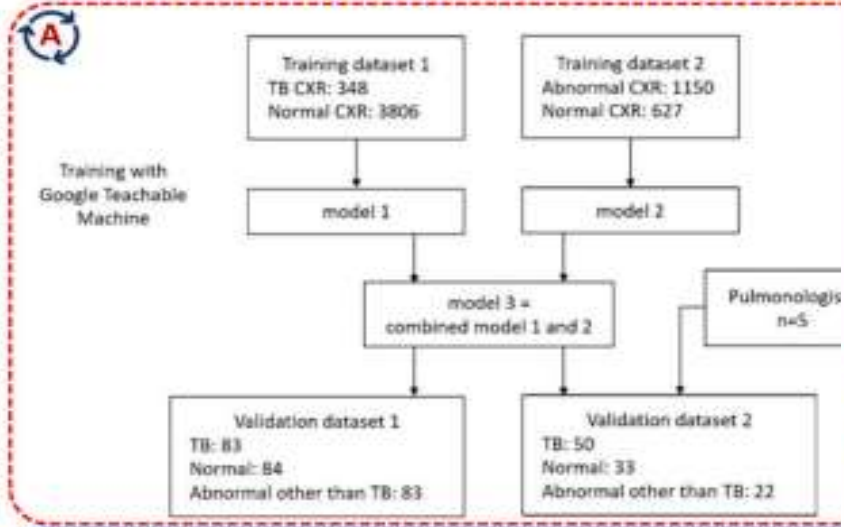 A
Training dataset 1
TB CXR: 348
Normal CXR: 3806
Training dataset 2
Abnormal CXR: 1150
Normal CXR: 627
Training with
Google Teachable
Machine
model 1
model 2
model 3 =
combined model 1 and 2
Pulmonologis
n=5
Validation dataset 1
TB: 83
Normal: 84
Abnormal other than TB: 83
Validation dataset 2
TB: 50
Normal: 33
Abnormal other than TB: 22